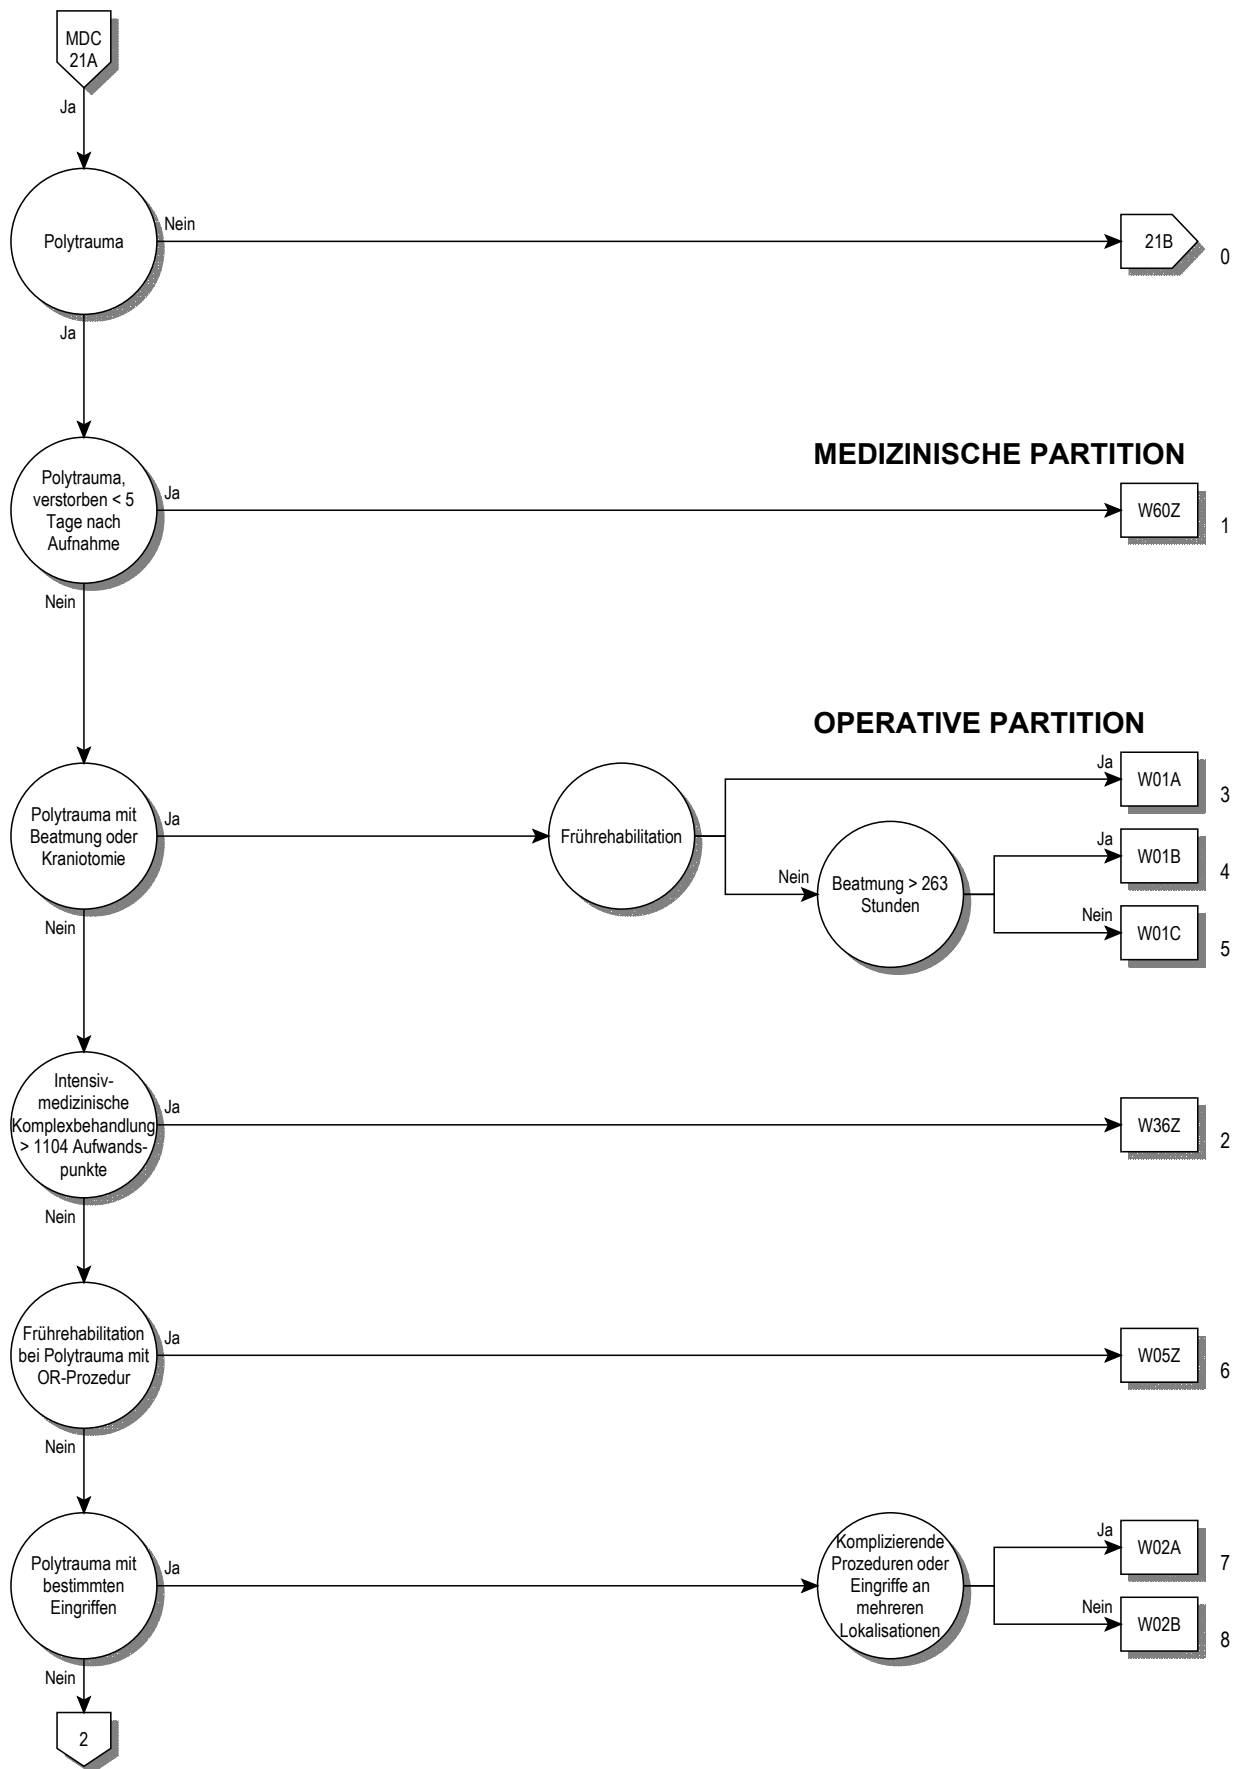 MDC
21A
Ja
Polytrauma
Nein
21B
0
Ja
MEDIZINISCHE PARTITION
Polytrauma,
verstorben < 5
Tage nach
Aufnahme
Ja
W60Z
1
Nein
OPERATIVE PARTITION
Polytrauma mit
Beatmung oder
Kraniotomie
Ja
Frührehabilitation
Ja
W01A
3
Nein
Beatmung > 263
Stunden
Ja
W01B
4
Nein
W01C
5
Nein
Intensiv-
medizinische
Komplexbehandlung
> 1104 Aufwands-
punkte
Ja
W36Z
2
Nein
Frührehabilitation
bei Polytrauma mit
OR-Prozedur
Ja
W05Z
6
Nein
Polytrauma mit
bestimmten
Eingriffen
Ja
Komplizierende
Prozeduren oder
Eingriffe an
mehreren
Lokalisationen
Ja
W02A
7
Nein
W02B
8
Nein
2